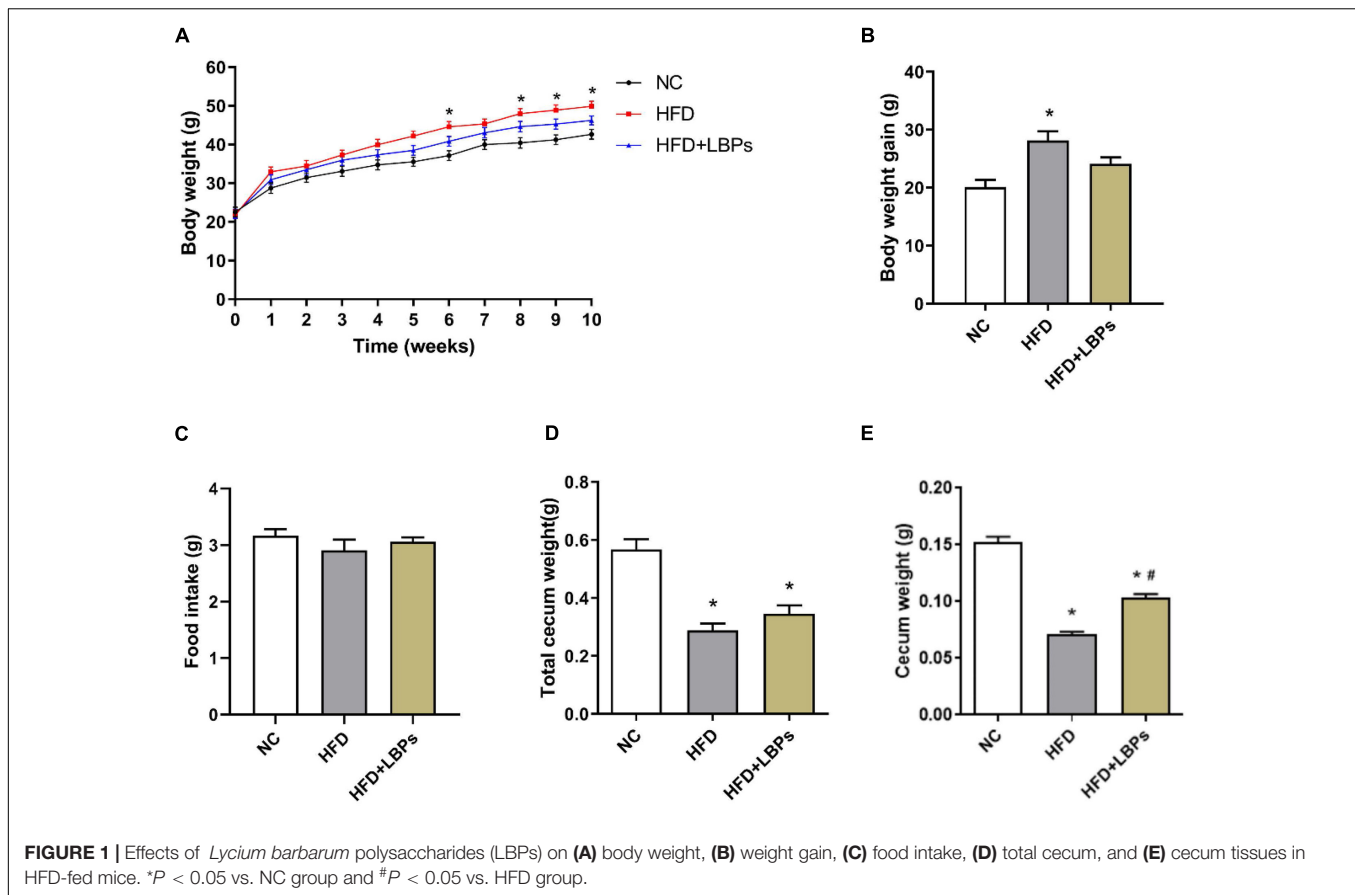 A
Body weight (g)
60
50
40
30
20
10
0
* * * *
0 1 2 3 4 5 6 7 8 9 10
Time (weeks)
NC
HFD
HFD+LBPs
B
Body weight gain (g)
40
30
20
10
0
*
NC HFD HFD+LBPs
C
Food intake (g)
4
3
2
1
0
NC HFD HFD+LBPs
D
Total cecum weight(g)
0.8
0.6
0.4
0.2
0.0
* *
NC HFD HFD+LBPs
E
Cecum weight (g)
0.20
0.15
0.10
0.05
0.00
* * #
NC HFD HFD+LBPs
FIGURE 1 | Effects of Lycium barbarum polysaccharides (LBPs) on (A) body weight, (B) weight gain, (C) food intake, (D) total cecum, and (E) cecum tissues in
HFD-fed mice. *P < 0.05 vs. NC group and #P < 0.05 vs. HFD group.